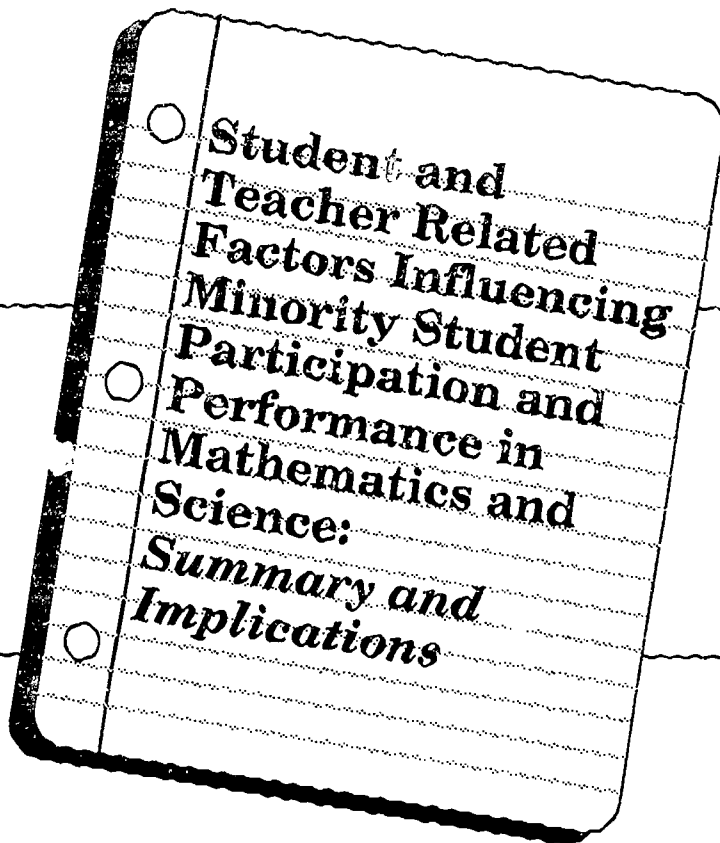 Student and
Teacher Related
Factors Influencing
Minority Student
Participation and
Performance in
Mathematics and
Science:
Summary and
Implications